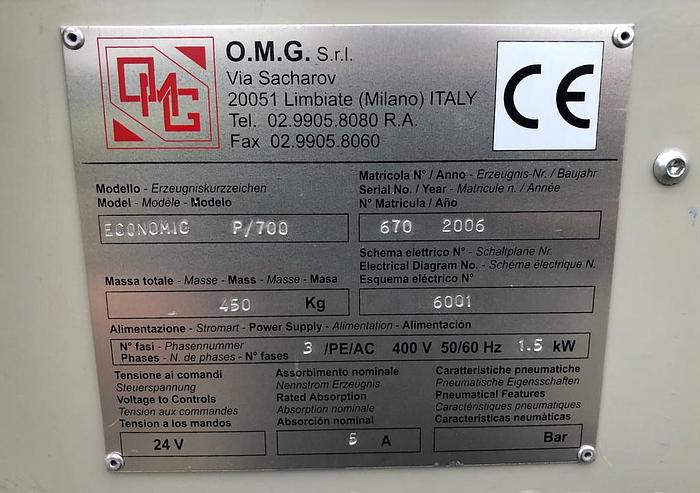 OMG
O.M.G. S.r.l.
Via Sacharov
20051 Limbiate (Milano) ITALY
Tel. 02.9905.8080 R.A.
Fax 02.9905.8060
CE
Modello - Erzeugniskurzzeichen
Model - Modèle - Modelo
ECONOMIC P/700
Matricola N° / Anno - Erzeugnis-Nr. / Baujahr
Serial No. / Year - Matricule n. / Année
N° Matricula / Año
670 2006
Massa totale - Masse - Mass - Masse - Masa
450 Kg
Schema elettrico N° - Schaltplane Nr.
Electrical Diagram No. - Schéma électrique N.
Esquema eléctrico N°
6001
Alimentazione - Stromart - Power Supply - Alimentation - Alimentación
N° fasi - Phasennummer
Phases - N. de phases - N° fases
3 /PE/AC 400 V 50/60 Hz 1.5 kW
Tensione ai comandi
Steuerspannung
Voltage to Controls
Tension aux commandes
Tension a los mandos
24 V
Assorbimento nominale
Nennstrom Erzeugnis
Rated Absorption
Absorption nominale
Absorción nominal
5 A
Caratteristiche pneumatiche
Pneumatische Eigenschaften
Pneumatical Features
Caractéristiques pneumatiques
Características neumáticas
Bar